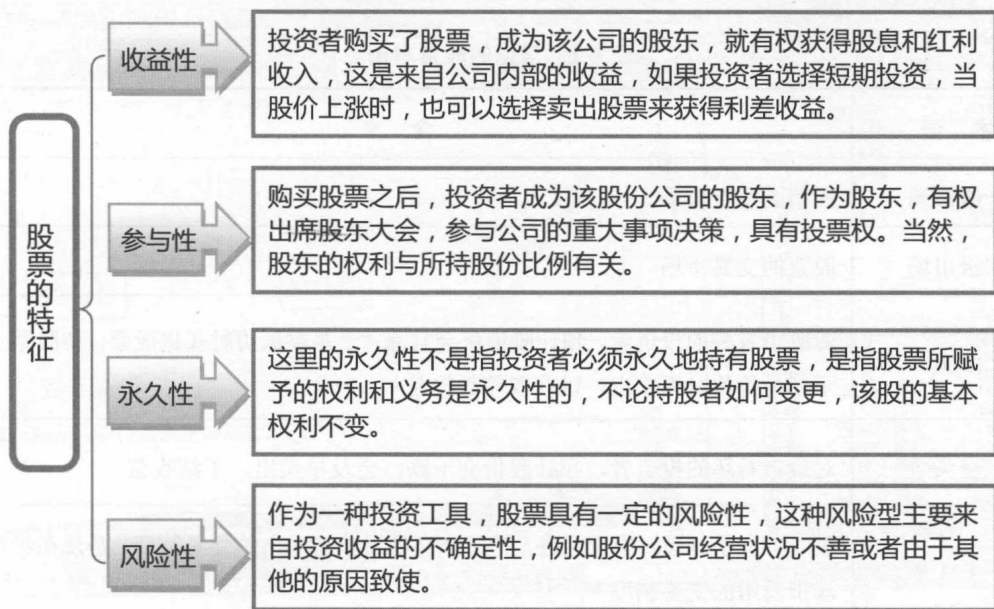 股票的特征
收益性
投资者购买了股票，成为该公司的股东，就有权获得股息和红利
收入，这是来自公司内部的收益，如果投资者选择短期投资，当
股价上涨时，也可以选择卖出股票来获得利差收益。
参与性
购买股票之后，投资者成为该股份公司的股东，作为股东，有权
出席股东大会，参与公司的重大事项决策，具有投票权。当然，
股东的权利与所持股份比例有关。
永久性
这里的永久性不是指投资者必须永久地持有股票，是指股票所赋
予的权利和义务是永久性的，不论持股者如何变更，该股的基本
权利不变。
风险性
作为一种投资工具，股票具有一定的风险性，这种风险型主要来
自投资收益的不确定性，例如股份公司经营状况不善或者由于其
他的原因致使。